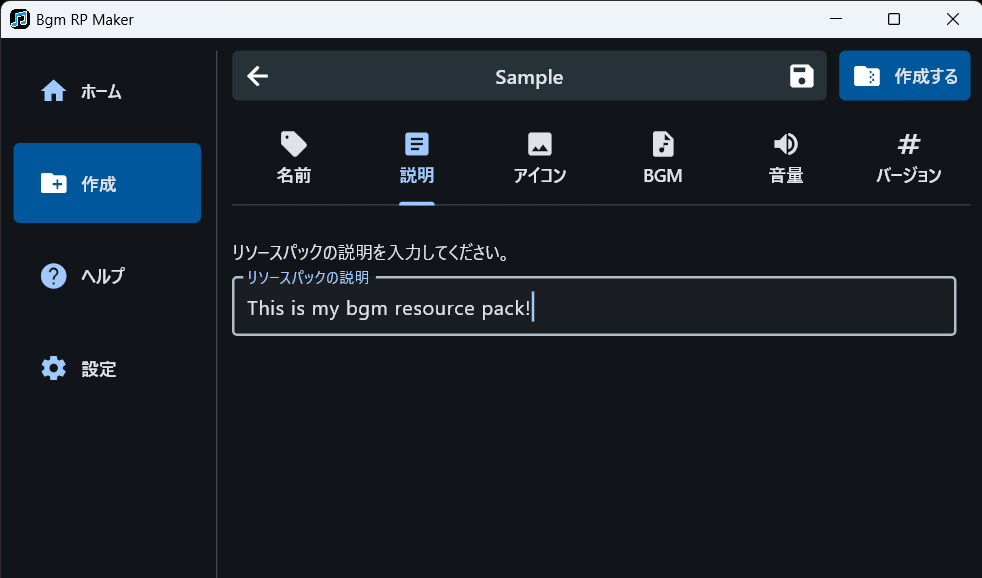 Bgm RP Maker
ホーム
作成
ヘルプ
設定
Sample
作成する
名前
説明
アイコン
BGM
音量
バージョン
リソースパックの説明を入力してください。
リソースパックの説明
This is my bgm resource pack!